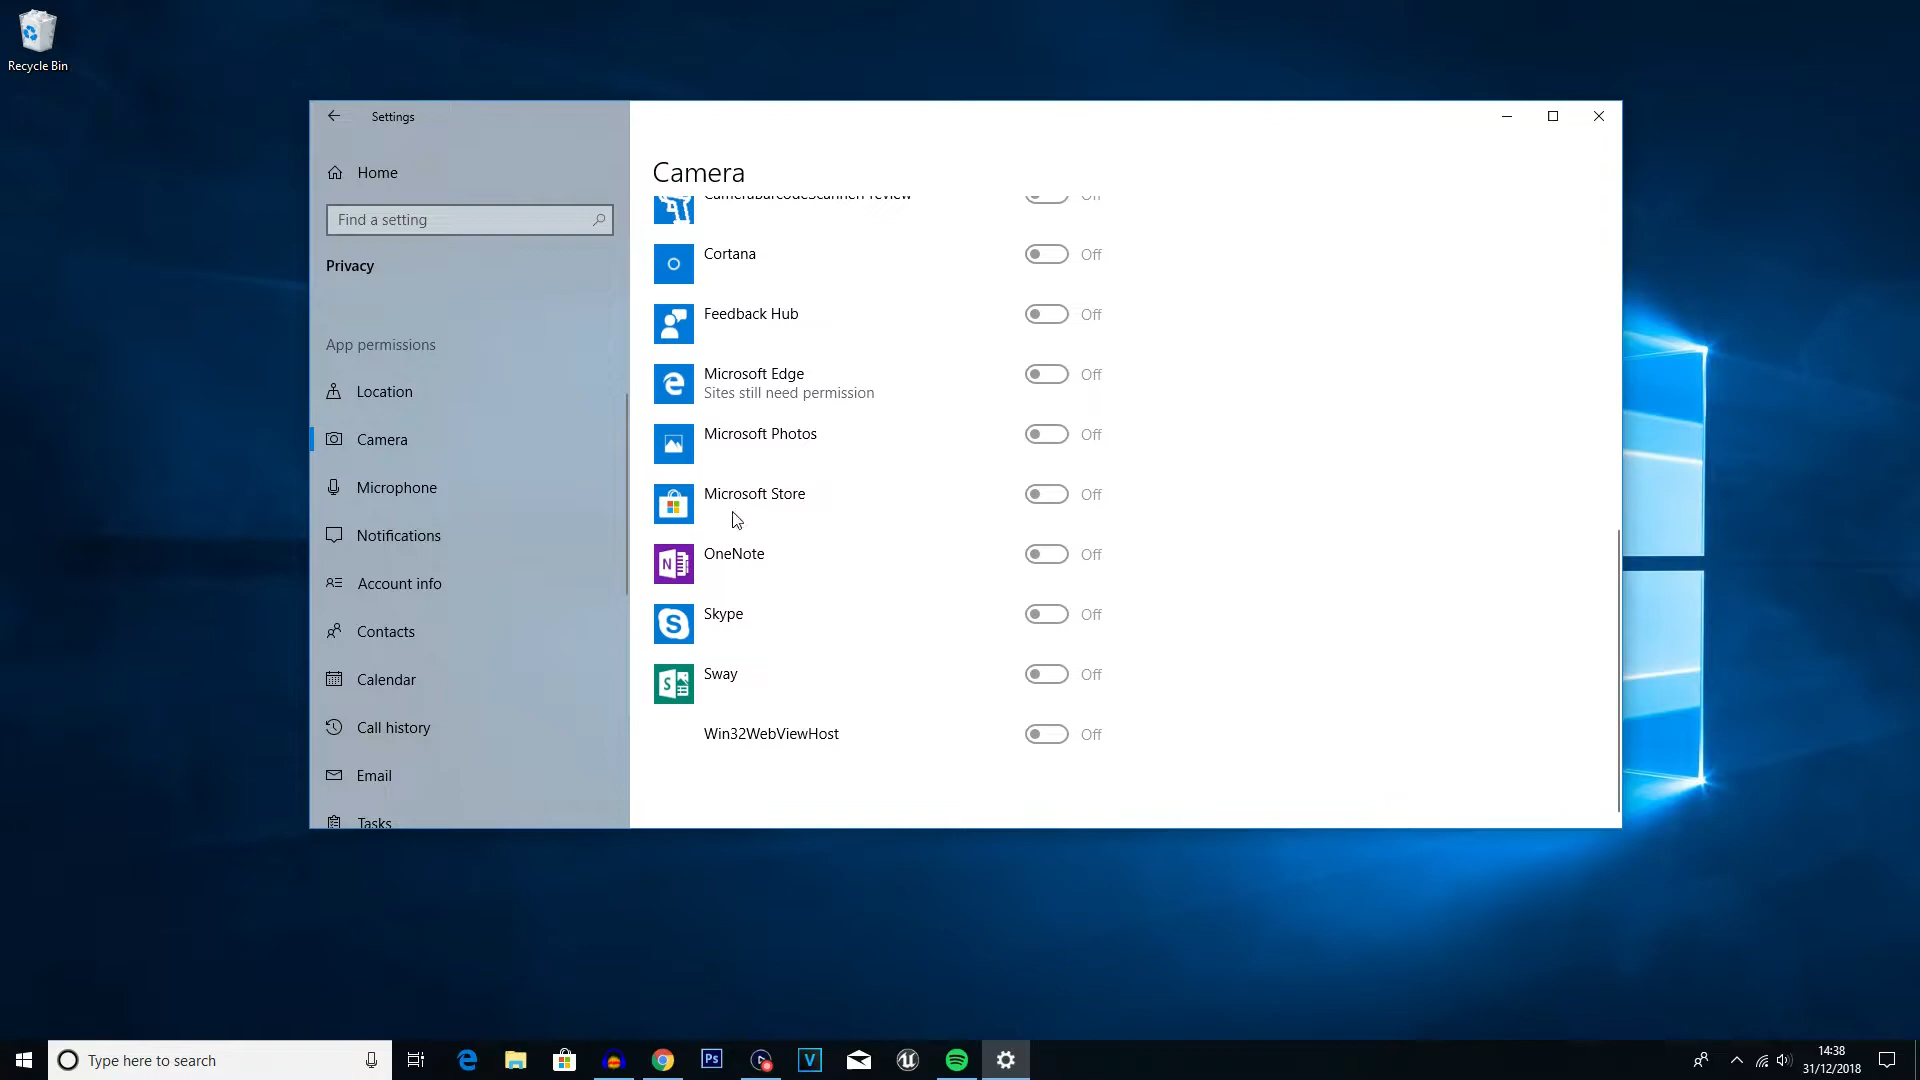 Recycle Bin
Settings
Home
Find a setting
Privacy
App permissions
Location
Camera
Microphone
Notifications
Account info
Contacts
Calendar
Call history
Email
Tasks
Camera
CameraBarcodeScannerPreview Off
Cortana Off
Feedback Hub Off
Microsoft Edge Off
Sites still need permission
Microsoft Photos Off
Microsoft Store Off
OneNote Off
Skype Off
Sway Off
Win32WebViewHost Off
Type here to search
Ps
V
14:38
31/12/2018